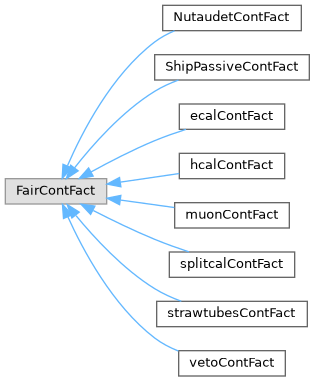 NutaudetContFact
ShipPassiveContFact
ecalContFact
hcalContFact
FairContFact
muonContFact
splitcalContFact
strawtubesContFact
vetoContFact